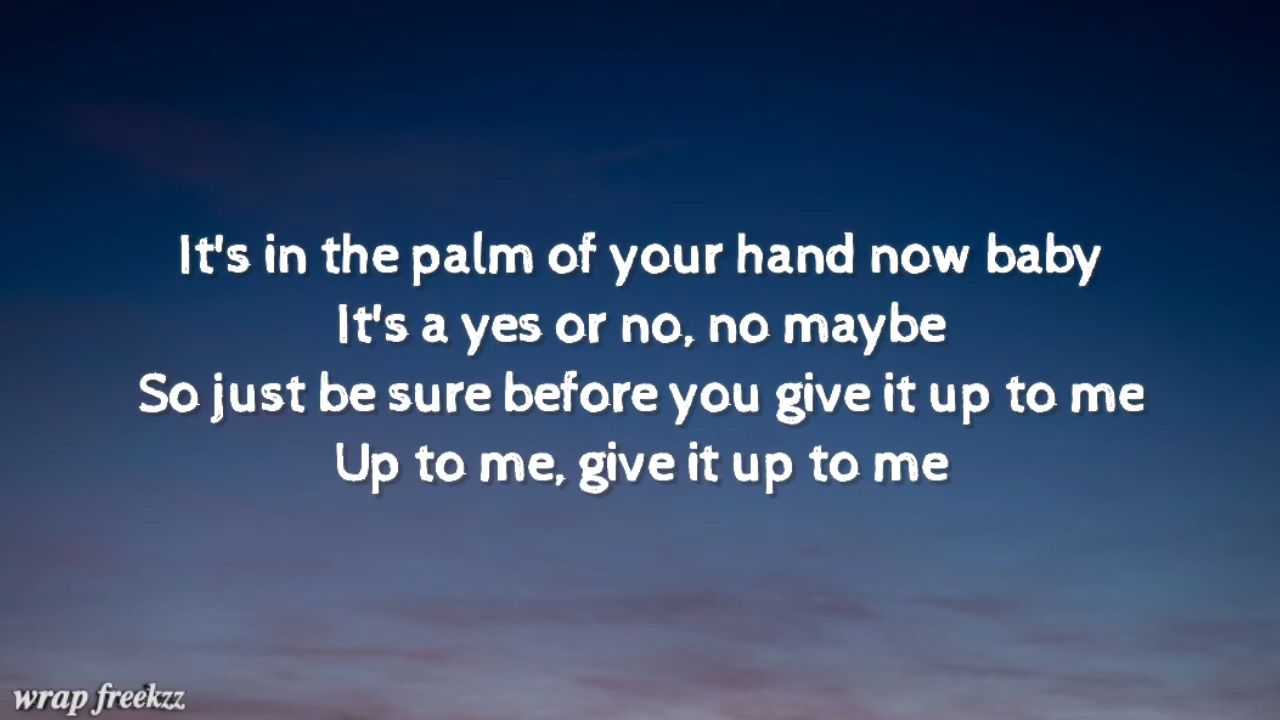 It's in the palm of your hand now baby
It's a yes or no, no maybe
So just be sure before you give it up to me
Up to me, give it up to me
wrap freekzz